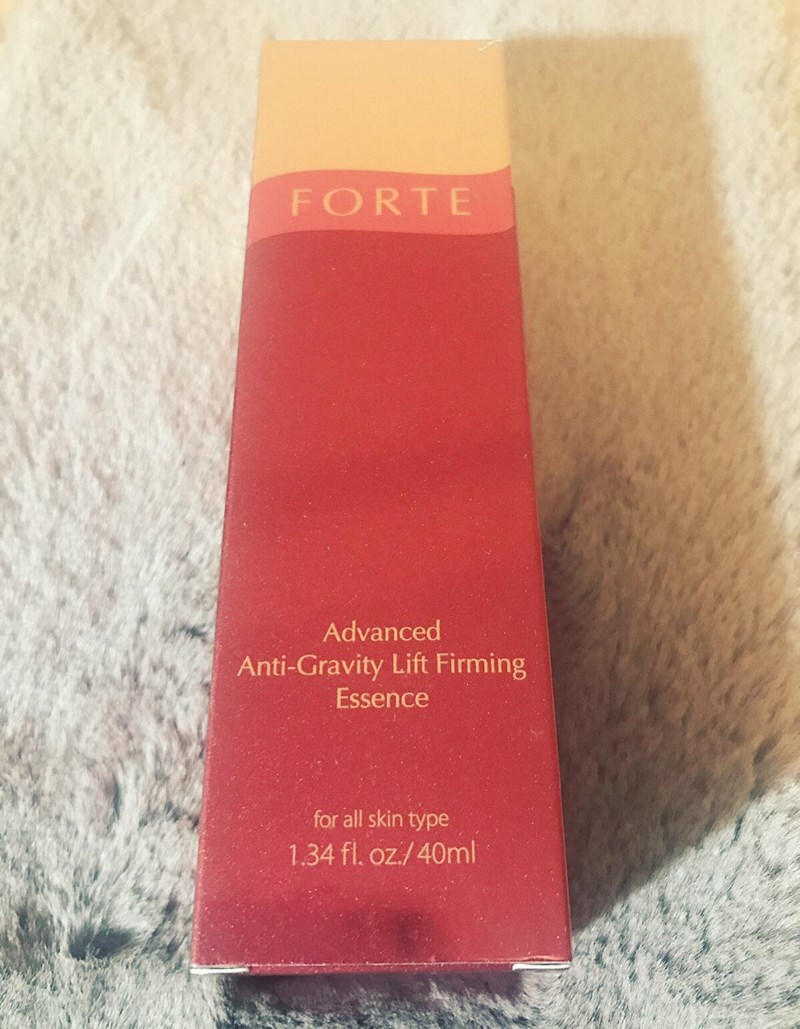 FORTE
Advanced
Anti-Gravity Lift Firming
Essence
for all skin type
1.34 fl. oz./ 40ml